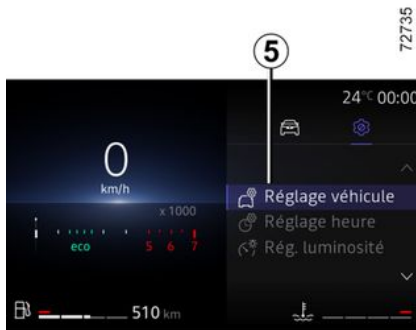 72735
5
24°C 00:00
0
km/h
x 1000
eco 5 6 7
Réglage véhicule
Réglage heure
Rég. luminosité
510 km